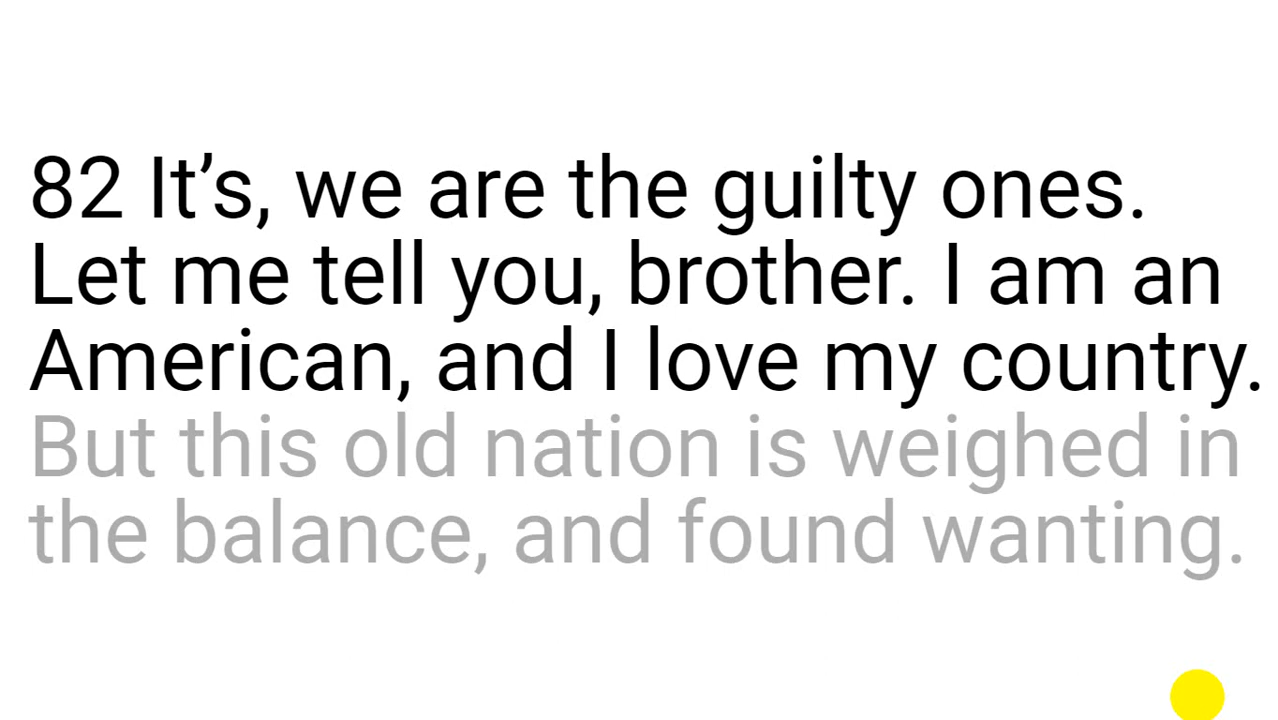 82 It’s, we are the guilty ones.
Let me tell you, brother. I am an
American, and I love my country.
But this old nation is weighed in
the balance, and found wanting.